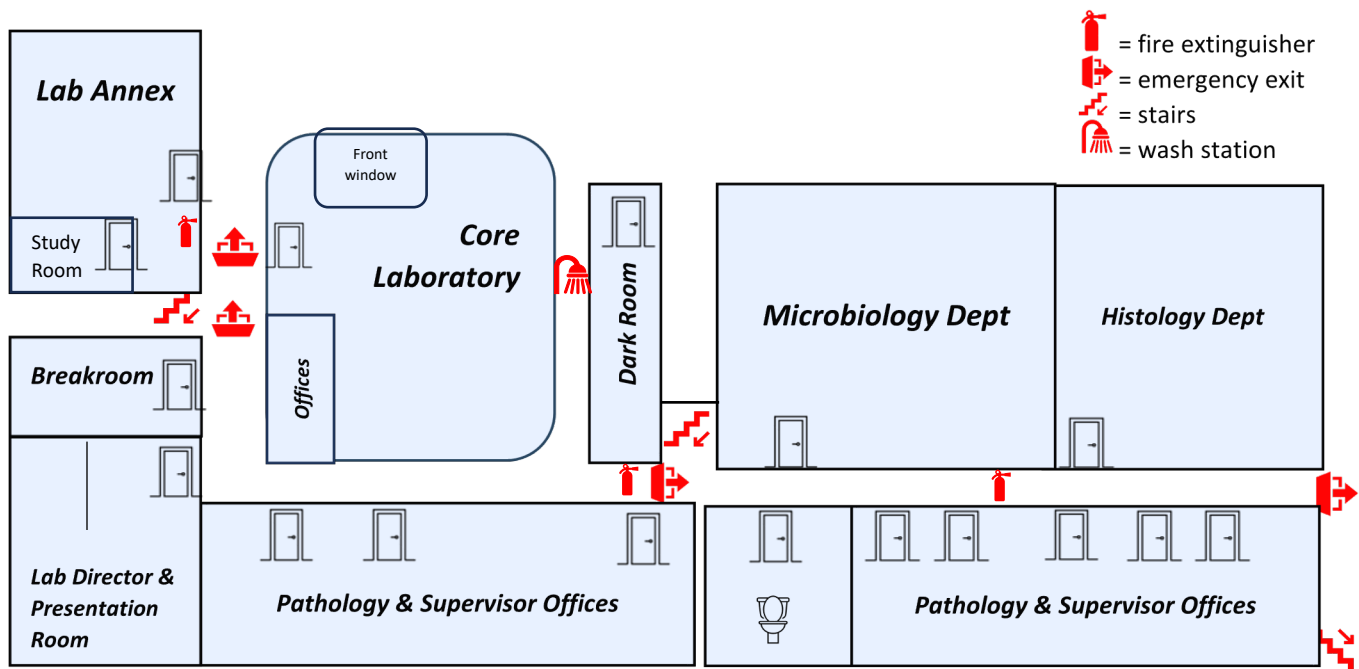 = fire extinguisher
= emergency exit
= stairs
= wash station
Lab Annex
Study
Room
Front
window
Core
Laboratory
Dark Room
Microbiology Dept
Histology Dept
Breakroom
Offices
Lab Director &
Presentation
Room
Pathology & Supervisor Offices
Pathology & Supervisor Offices